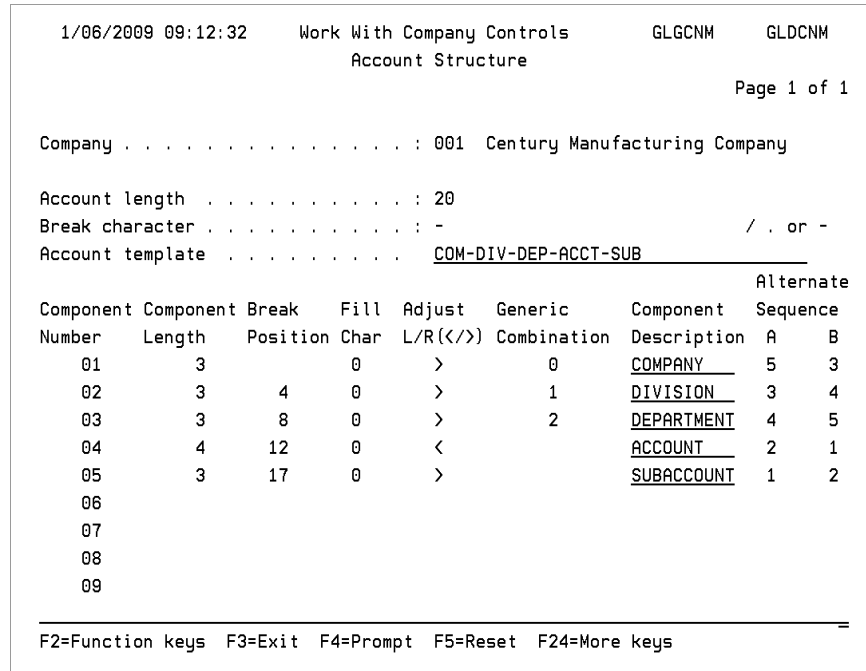 1/06/2009 09:12:32 Work With Company Controls GLGCNM GLDCNM
Account Structure
Page 1 of 1
Company . . . . . . . . . . . . . . : 001 Century Manufacturing Company
Account length . . . . . . . . . . : 20
Break character . . . . . . . . . . : - / . or -
Account template . . . . . . . . . COM-DIV-DEP-ACCT-SUB
Alternate
Component Component Break Fill Adjust Generic Component Sequence
Number Length Position Char L/R(</>) Combination Description A B
01 3 0 > 0 COMPANY 5 3
02 3 4 0 > 1 DIVISION 3 4
03 3 8 0 > 2 DEPARTMENT 4 5
04 4 12 0 < ACCOUNT 2 1
05 3 17 0 > SUBACCOUNT 1 2
06
07
08
09
=
F2=Function keys F3=Exit F4=Prompt F5=Reset F24=More keys